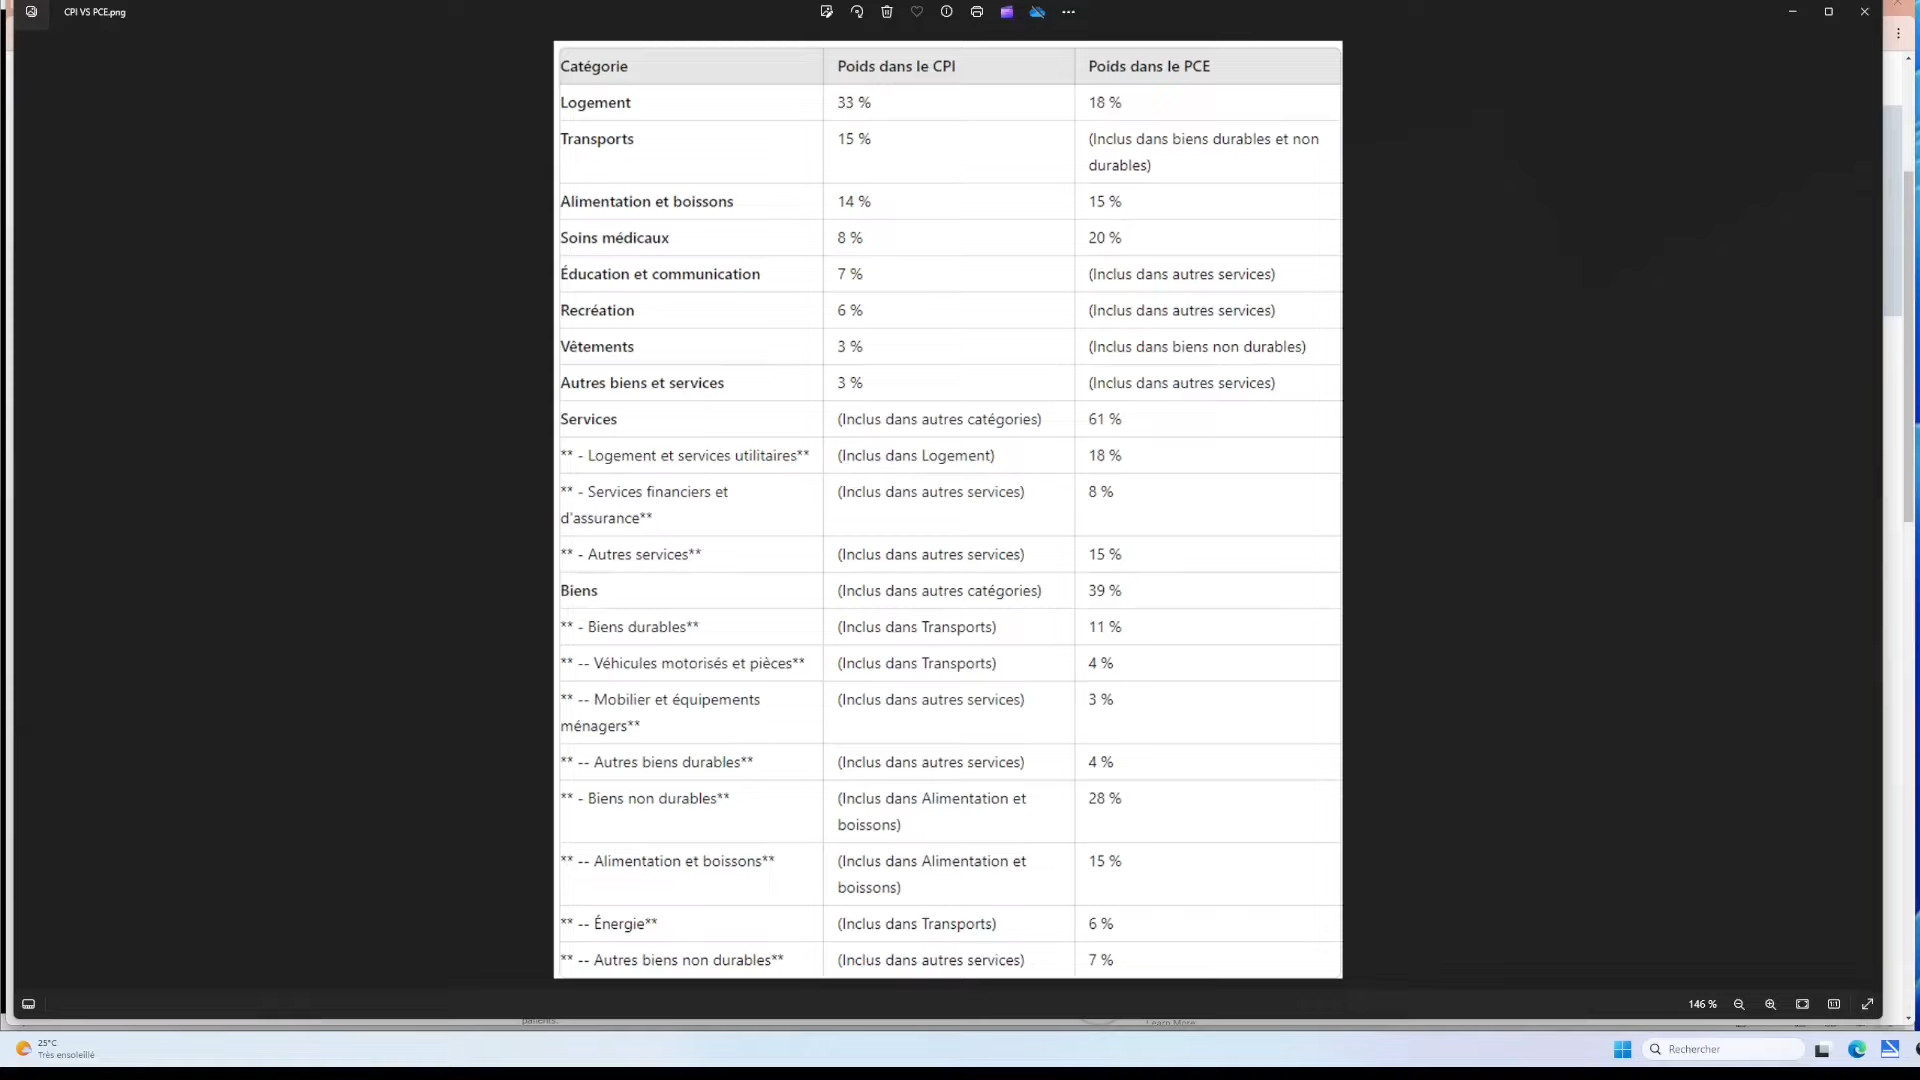 CPI VS PCE.png
Catégorie Poids dans le CPI Poids dans le PCE
Logement 33 % 18 %
Transports 15 % (Inclus dans biens durables et non
durables)
Alimentation et boissons 14 % 15 %
Soins médicaux 8 % 20 %
Éducation et communication 7 % (Inclus dans autres services)
Recréation 6 % (Inclus dans autres services)
Vêtements 3 % (Inclus dans biens non durables)
Autres biens et services 3 % (Inclus dans autres services)
Services (Inclus dans autres catégories) 61 %
** - Logement et services utilitaires** (Inclus dans Logement) 18 %
** - Services financiers et (Inclus dans autres services) 8 %
d'assurance**
** - Autres services** (Inclus dans autres services) 15 %
Biens (Inclus dans autres catégories) 39 %
** - Biens durables** (Inclus dans Transports) 11 %
** -- Véhicules motorisés et pièces** (Inclus dans Transports) 4 %
** -- Mobilier et équipements (Inclus dans autres services) 3 %
ménagers**
** -- Autres biens durables** (Inclus dans autres services) 4 %
** - Biens non durables** (Inclus dans Alimentation et 28 %
boissons)
** -- Alimentation et boissons** (Inclus dans Alimentation et 15 %
boissons)
** -- Énergie** (Inclus dans Transports) 6 %
** -- Autres biens non durables** (Inclus dans autres services) 7 %
146 %
patients.
Learn More
25°C
Très ensoleillé
Rechercher